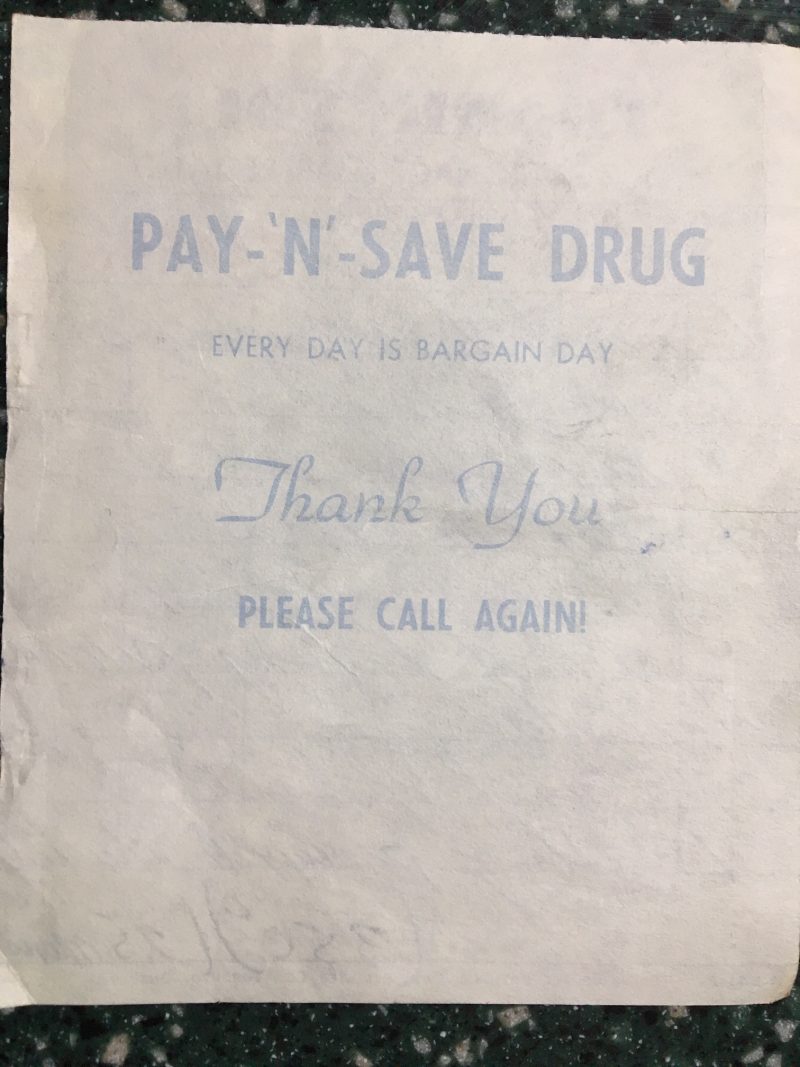 PAY-'N'-SAVE DRUG
EVERY DAY IS BARGAIN DAY
Thank You
PLEASE CALL AGAIN!